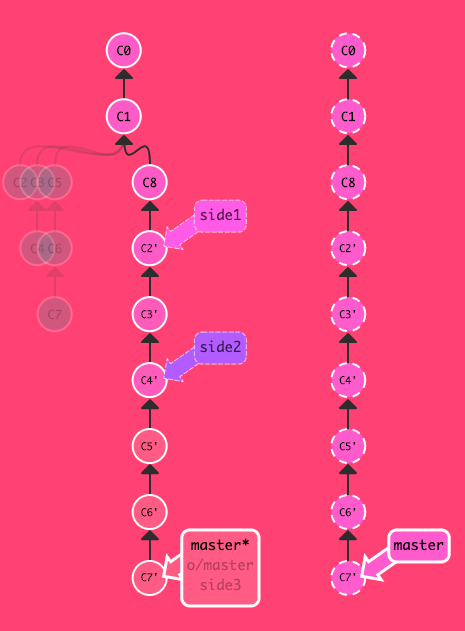 C0 C0
C1 C1
C2 C3 C5 C8 C8
side1
C4 C6 C2' C2'
C3' C3'
C7
side2
C4' C4'
C5' C5'
C6' C6'
master* master
o/master
C7' C7'
side3